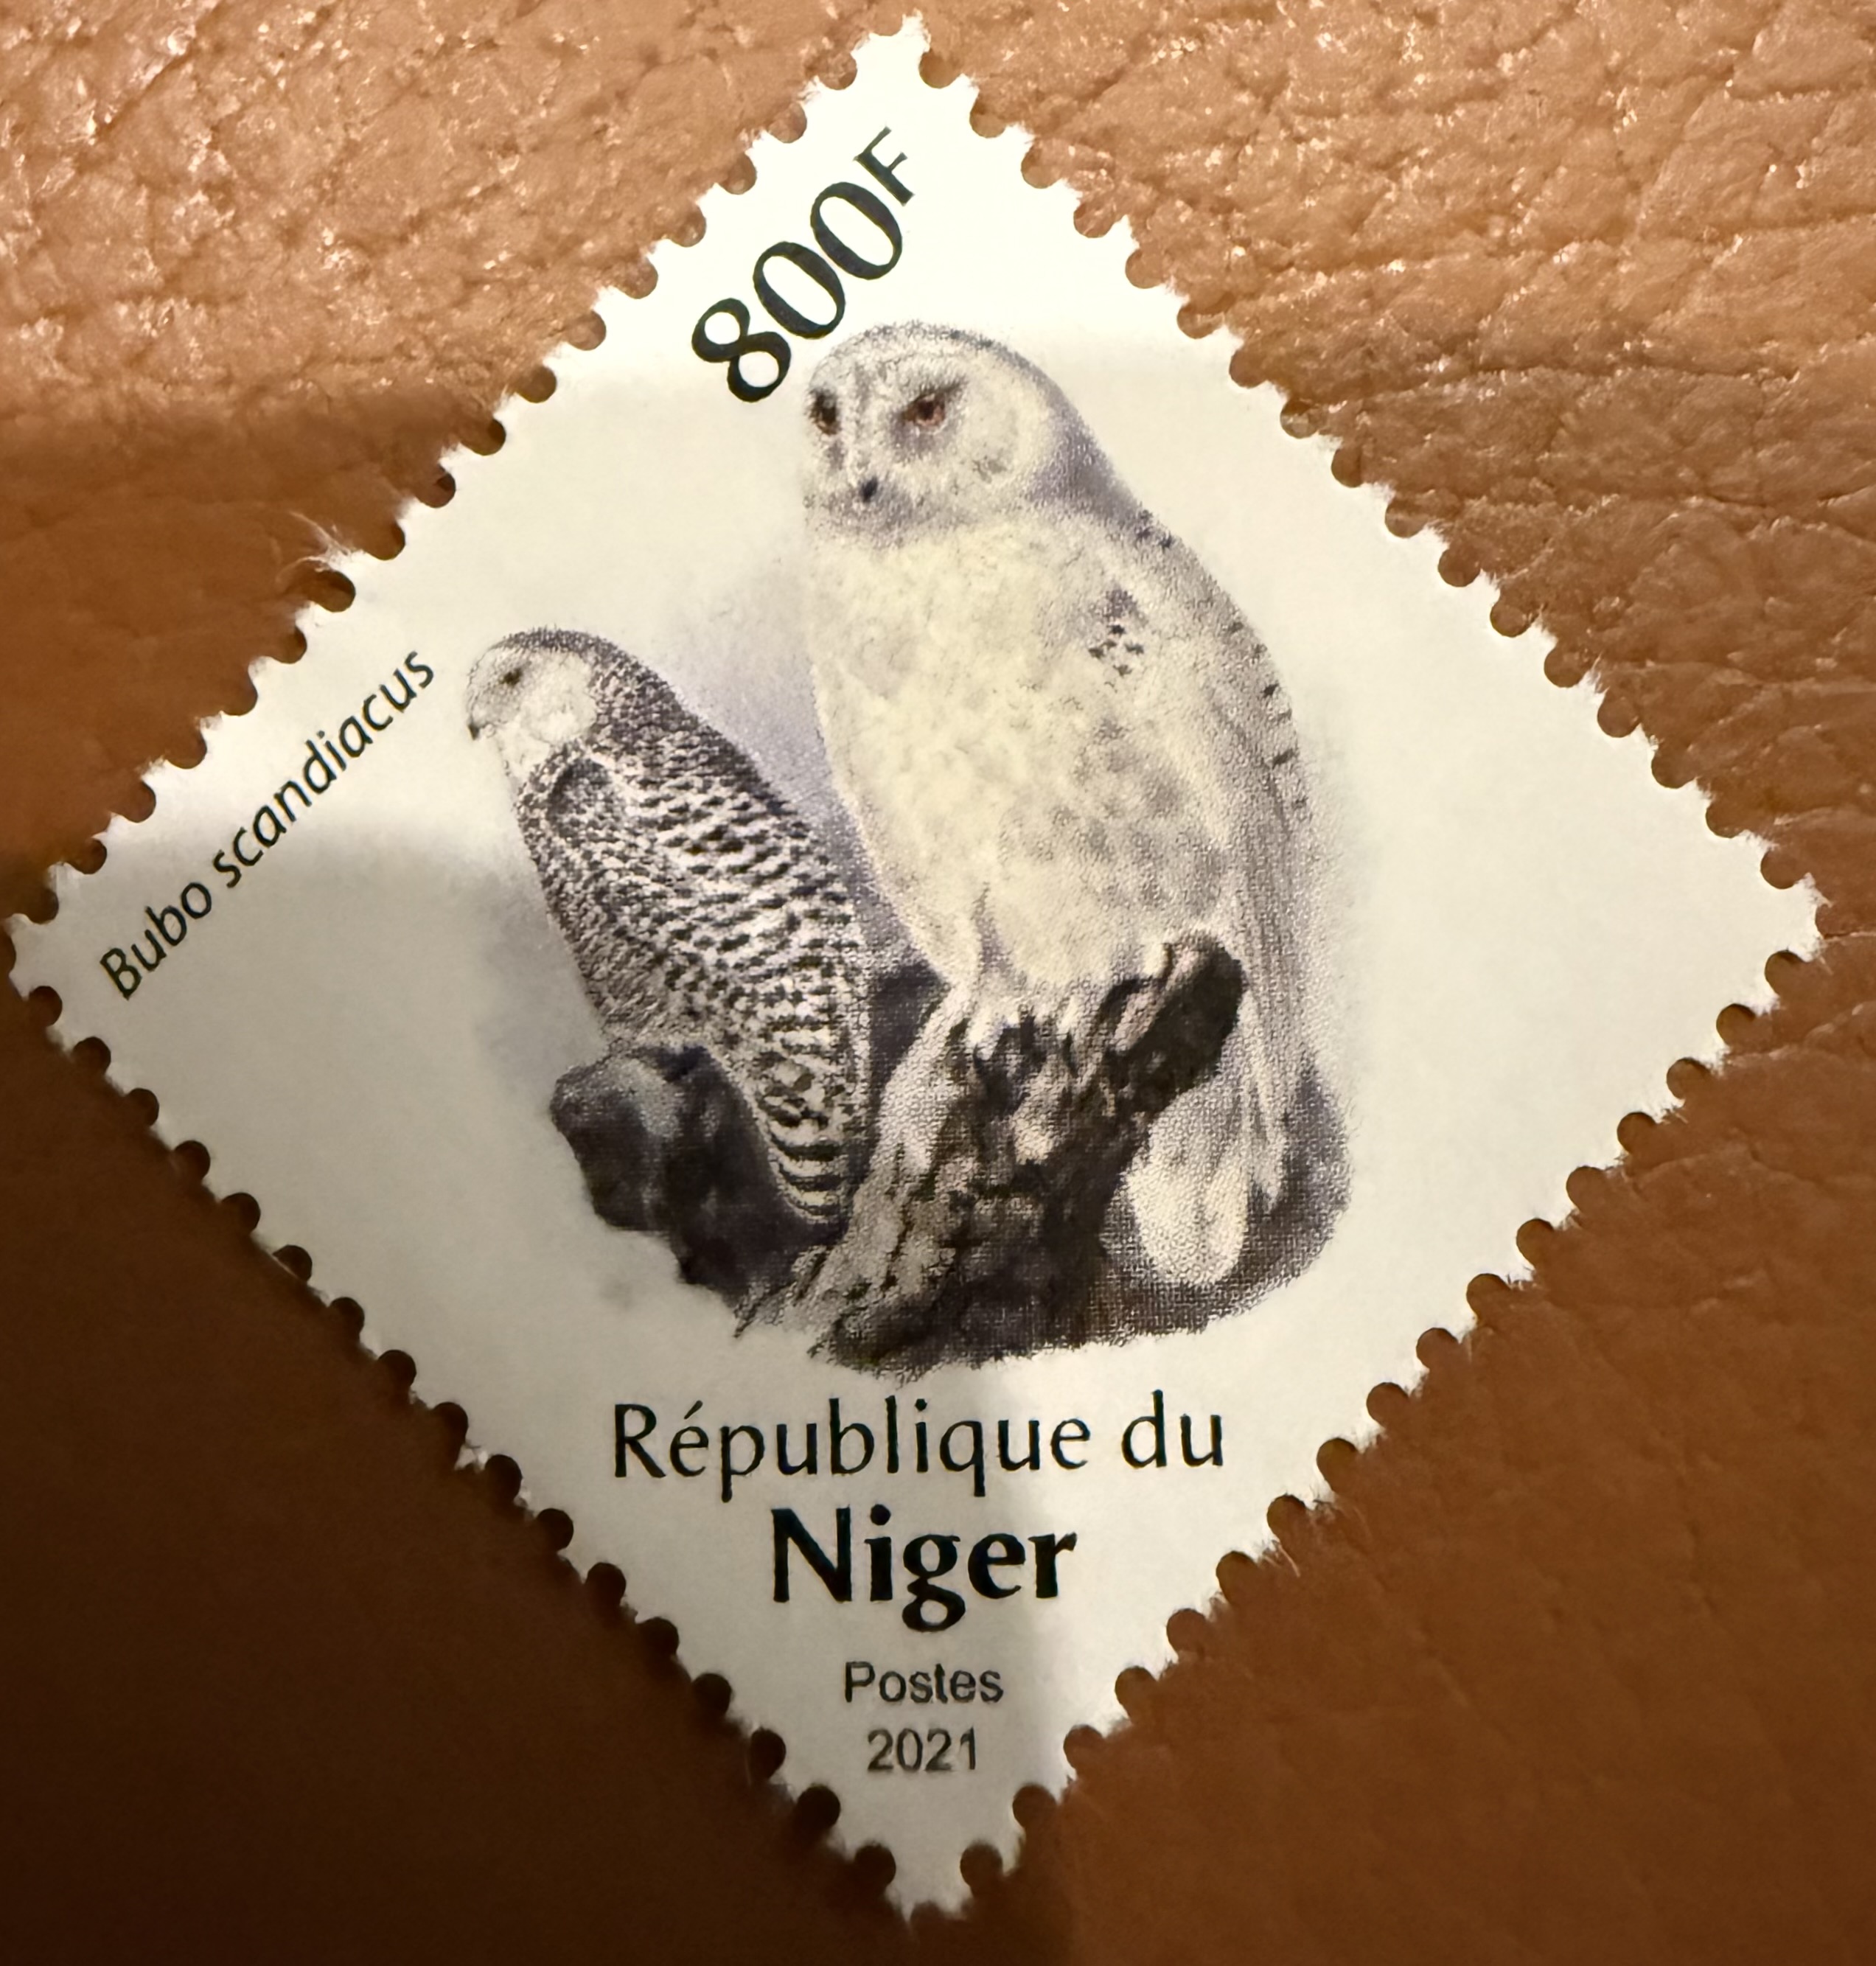 800F
Bubo scandiacus
République du
Niger
Postes
2021